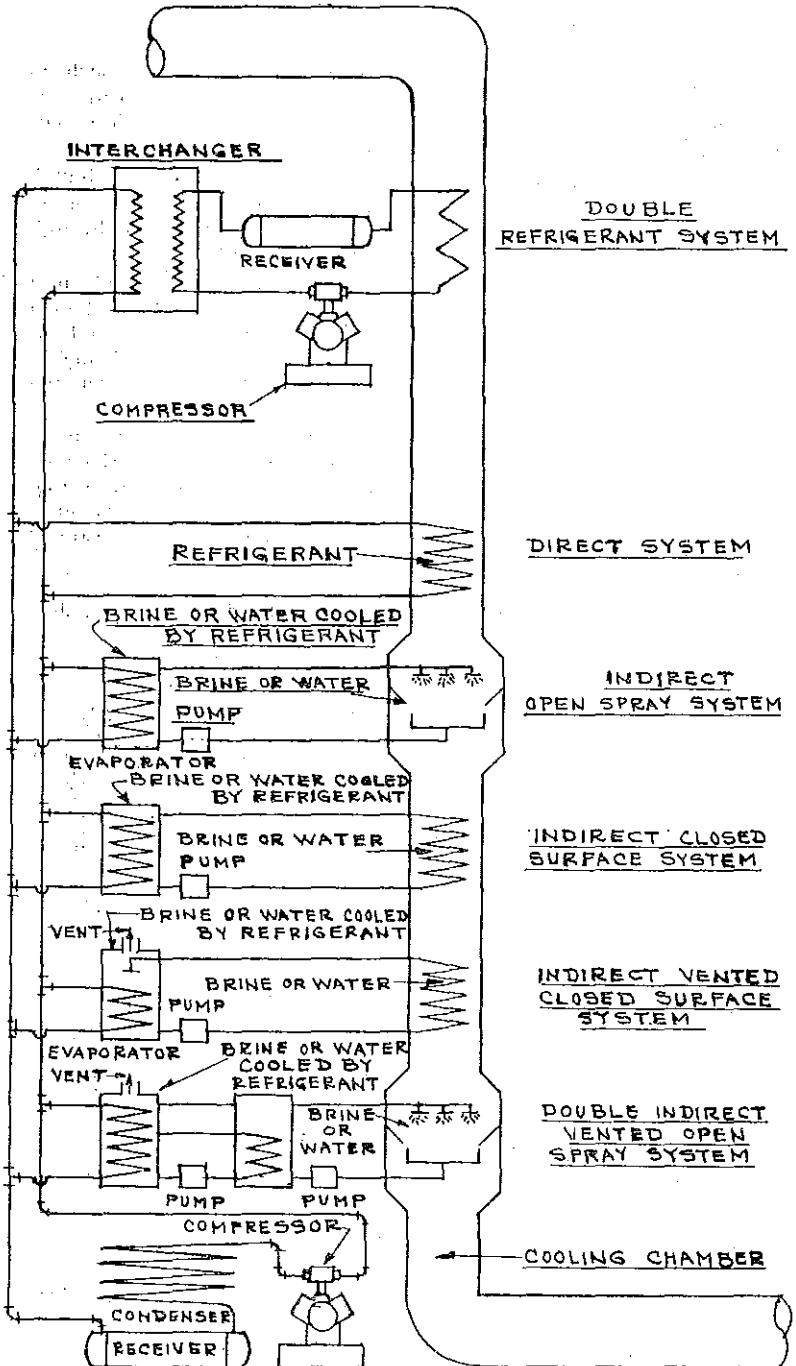 INTERCHANGER
DOUBLE
REFRIGERANT SYSTEM
RECEIVER
COMPRESSOR
REFRIGERANT
DIRECT SYSTEM
BRINE OR WATER COOLED
BY REFRIGERANT
BRINE OR WATER
INDIRECT
OPEN SPRAY SYSTEM
PUMP
EVAPORATOR
BRINE OR WATER COOLED
BY REFRIGERANT
BRINE OR WATER
PUMP
INDIRECT CLOSED
SURFACE SYSTEM
BRINE OR WATER COOLED
BY REFRIGERANT
VENT
BRINE OR WATER
PUMP
INDIRECT VENTED
CLOSED SURFACE
SYSTEM
EVAPORATOR
BRINE OR WATER
COOLED BY
REFRIGERANT
VENT
BRINE
OR
WATER
DOUBLE INDIRECT
VENTED OPEN
SPRAY SYSTEM
PUMP
PUMP
COMPRESSOR
COOLING CHAMBER
CONDENSER
RECEIVER